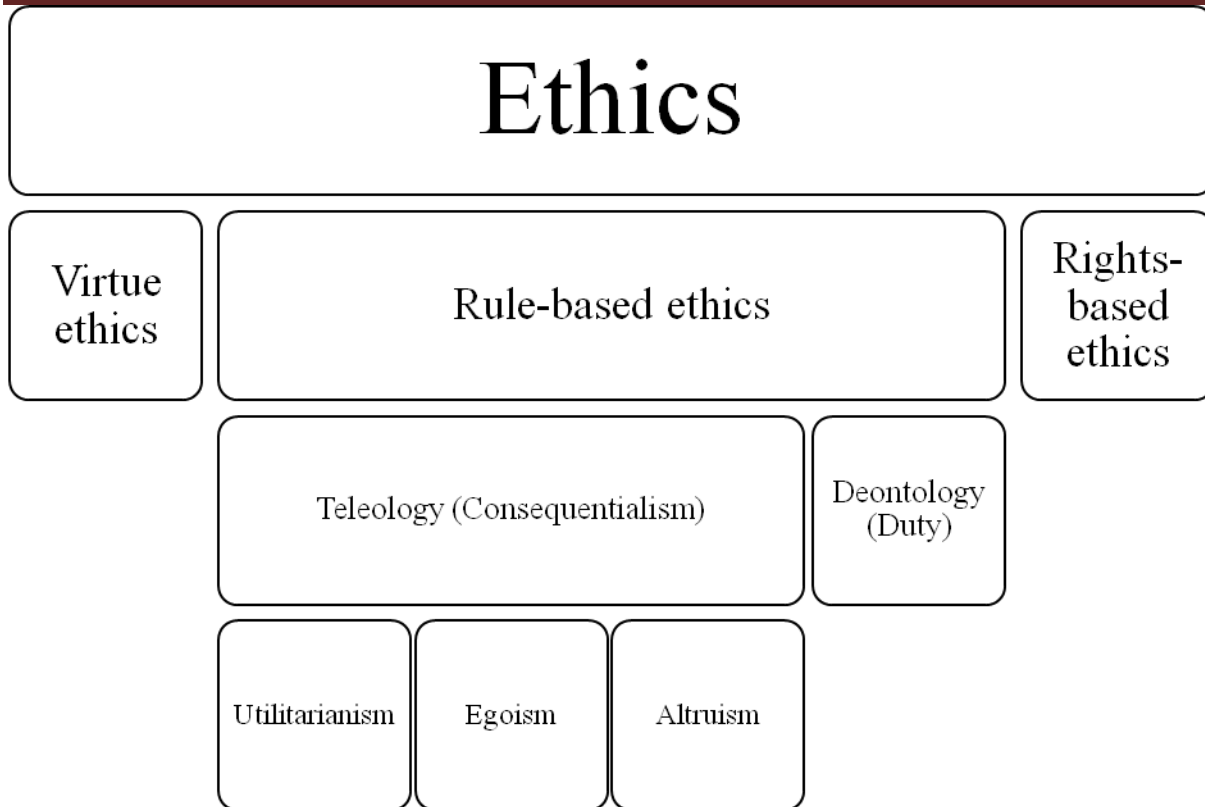 Ethics
Virtue
ethics
Rule-based ethics
Rights-
based
ethics
Teleology (Consequentialism)
Deontology
(Duty)
Utilitarianism
Egoism
Altruism